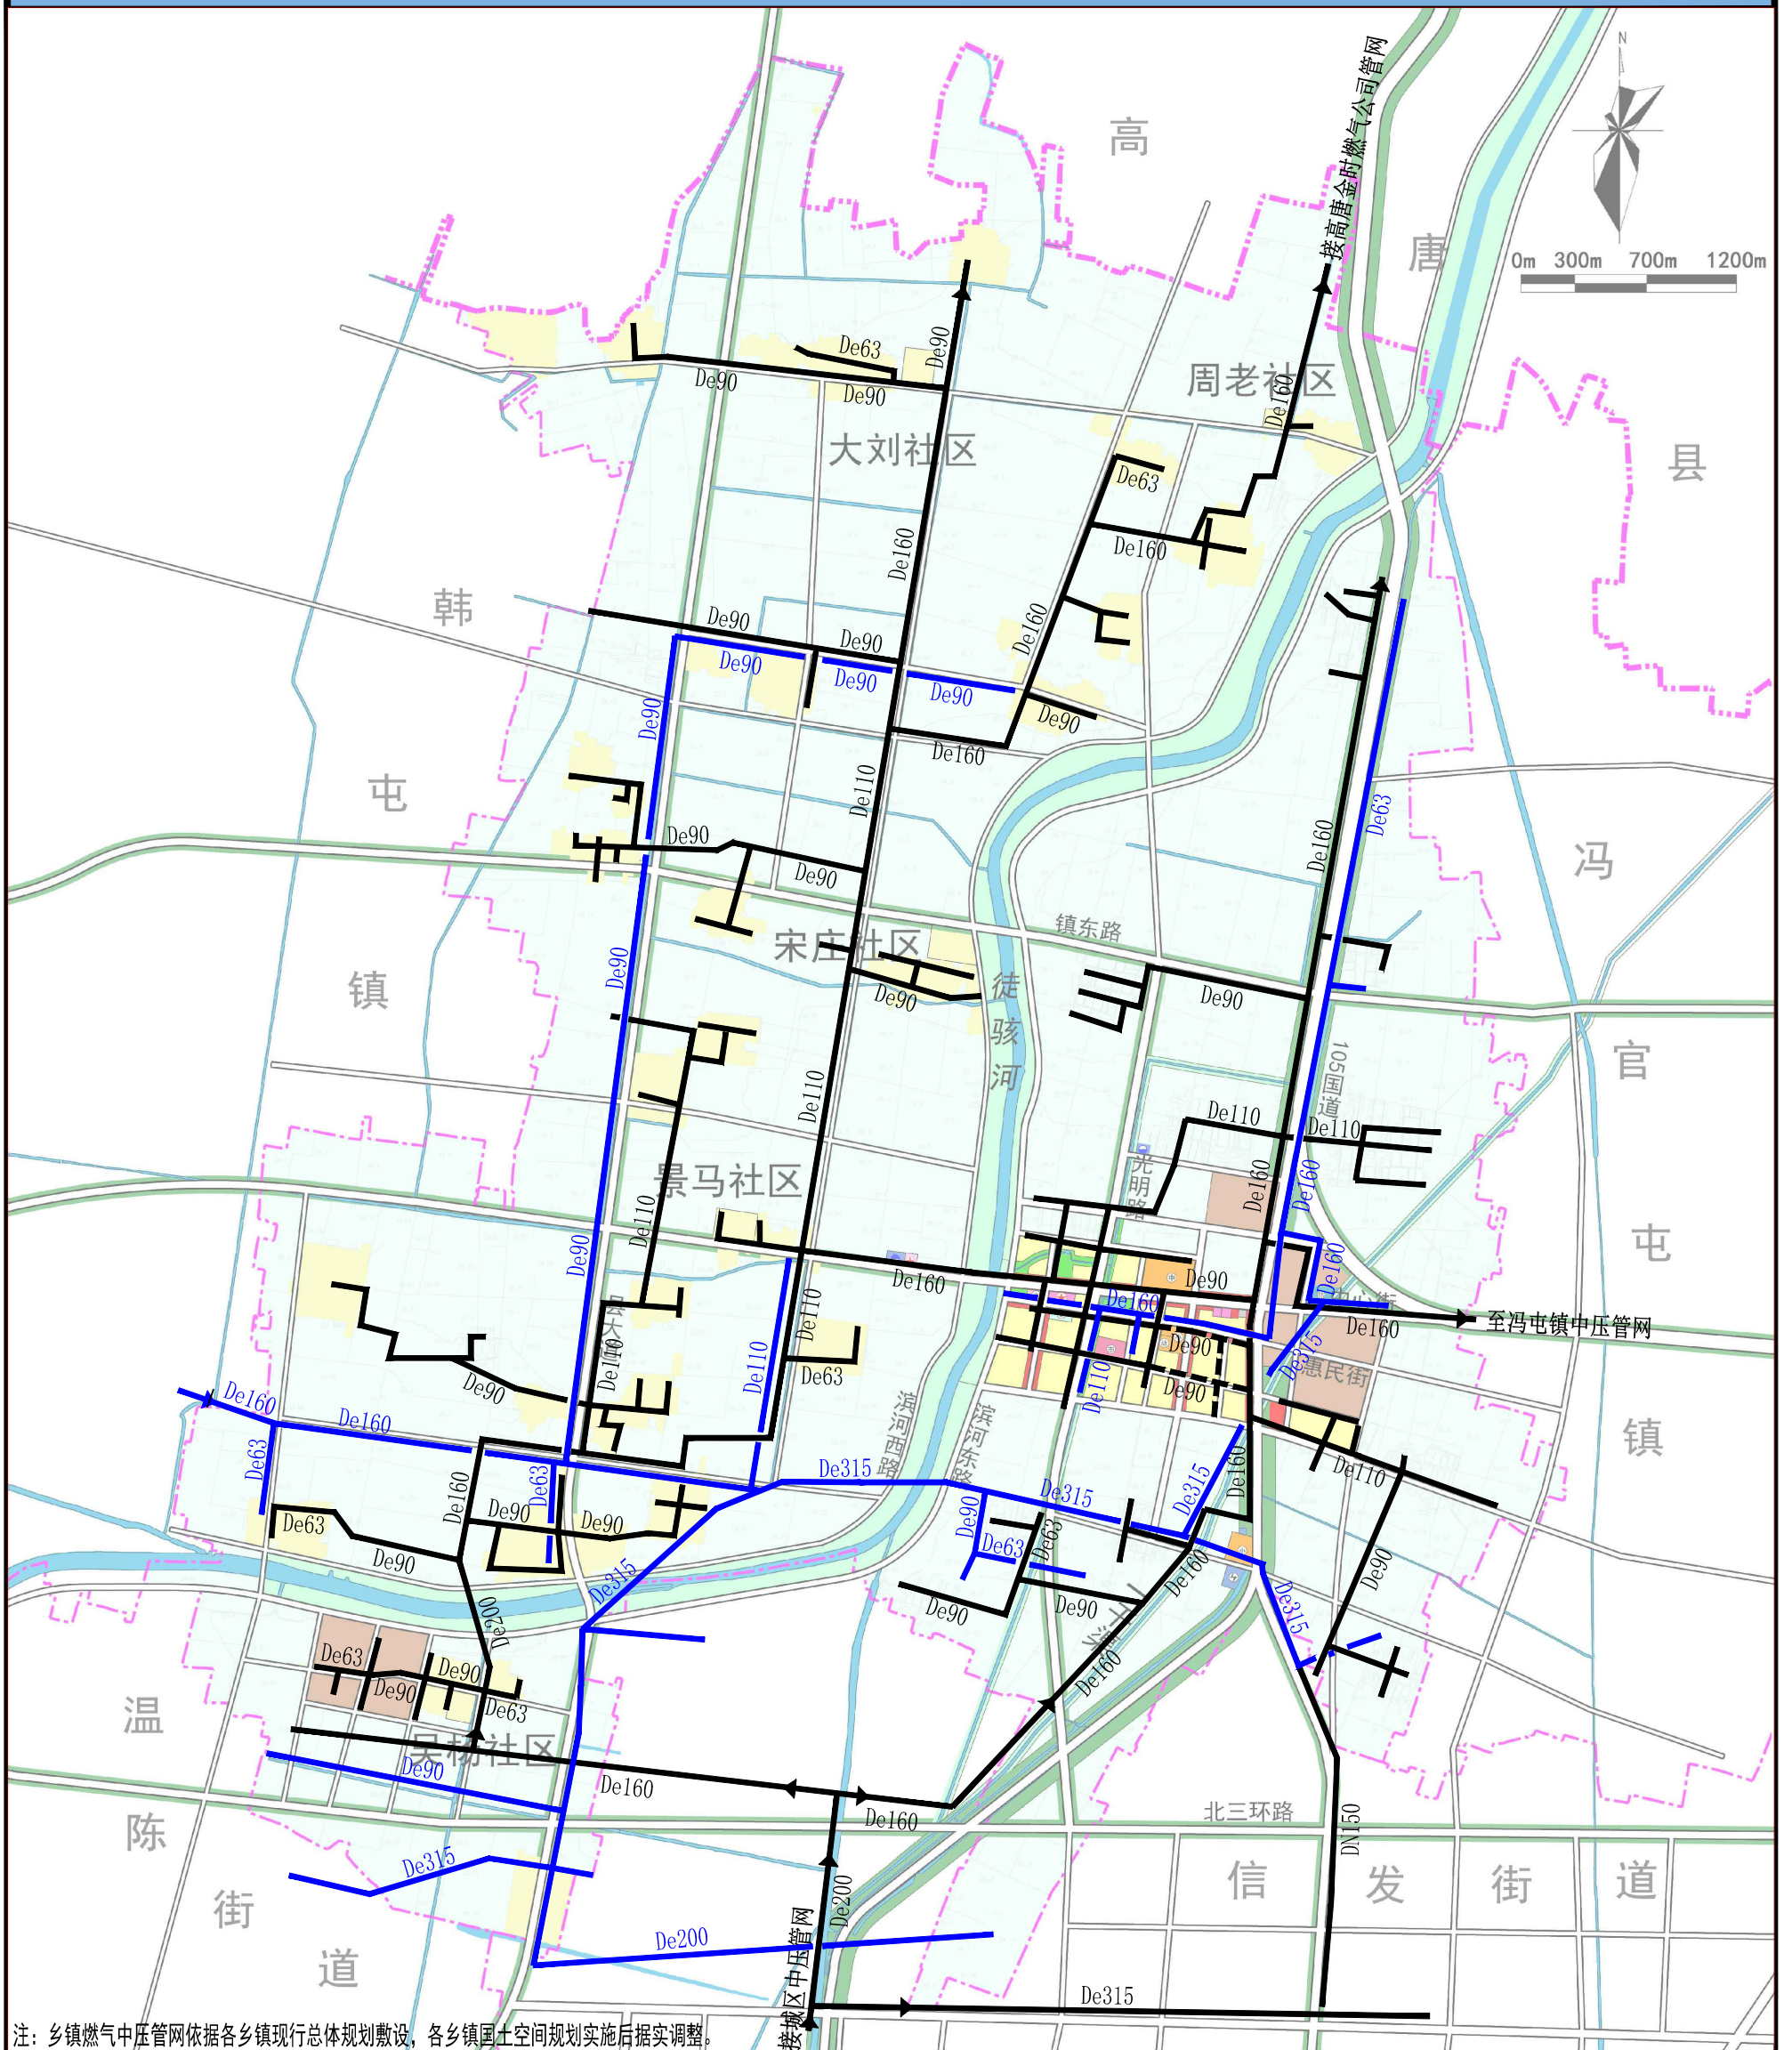 N
高
唐
县
0m 300m 700m 1200m
接高唐金时燃气公司管网
De63
De90
De90
De90
周老社区
De160
大刘社区
De63
De160
De160
韩
屯
镇
De90
De90
De90
De90
De90
De160
De90
De90
De160
De110
De160
De63
冯
官
屯
镇
De90
De90
镇东路
宋庄社区
De90
De90
徒骇河
De90
105国道
De110
De110
De110
光明路
景马社区
De160
De160
De110
De90
De160
De160
De90
De160
De160
至冯屯镇中压管网
De110
De110
De110
De90
De315
惠民街
De63
De90
De110
De90
De160
De160
De63
滨河西路
滨河东路
De160
De63
De315
De315
De315
De160
De110
De90
De90
De90
De63
De63
De63
De90
De160
De90
De315
De90
De90
De315
De200
De63
De90
De90
De63
De160
温
陈
街
道
吴杨社区
De90
De160
De160
北三环路
DN150
De315
信发街道
De200
De200
接城区中压管网
De315
注：乡镇燃气中压管网依据各乡镇现行总体规划敷设，各乡镇国土空间规划实施后据实调整。